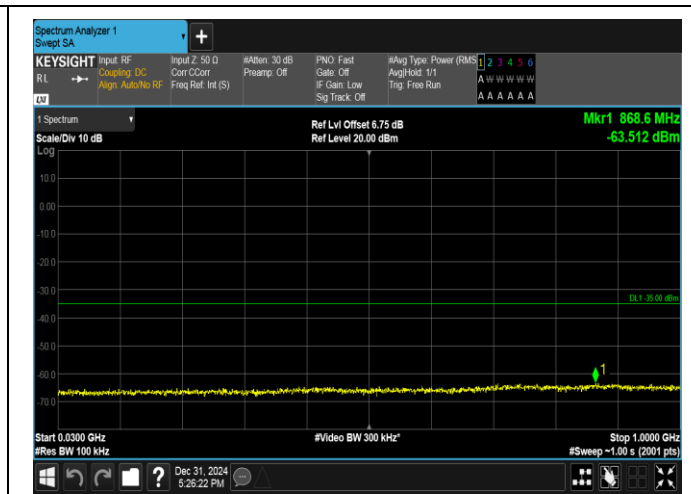 Spectrum Analyzer 1
Swept SA
+
KEYSIGHT Input: RF Input Z: 50 Ω #Atten: 30 dB PNO: Fast #Avg Type: Power (RMS 1 2 3 4 5 6
RL Coupling: DC Corr CCorr Preamp: Off Gate: Off Avg|Hold: 1/1 A W W W W W
Align: Auto/No RF Freq Ref: Int (S) IF Gain: Low Trig: Free Run A A A A A A
LXI Sig Track: Off
1 Spectrum Ref Lvl Offset 6.75 dB Mkr1 868.6 MHz
Scale/Div 10 dB Ref Level 20.00 dBm -63.512 dBm
Log
10.0
0.00
-10.0
-20.0
-30.0
DL1 -35.00 dBm
-40.0
-50.0
-60.0
1
-70.0
Start 0.0300 GHz #Video BW 300 kHz* Stop 1.0000 GHz
#Res BW 100 kHz #Sweep ~1.00 s (2001 pts)
? Dec 31, 2024
5:26:22 PM